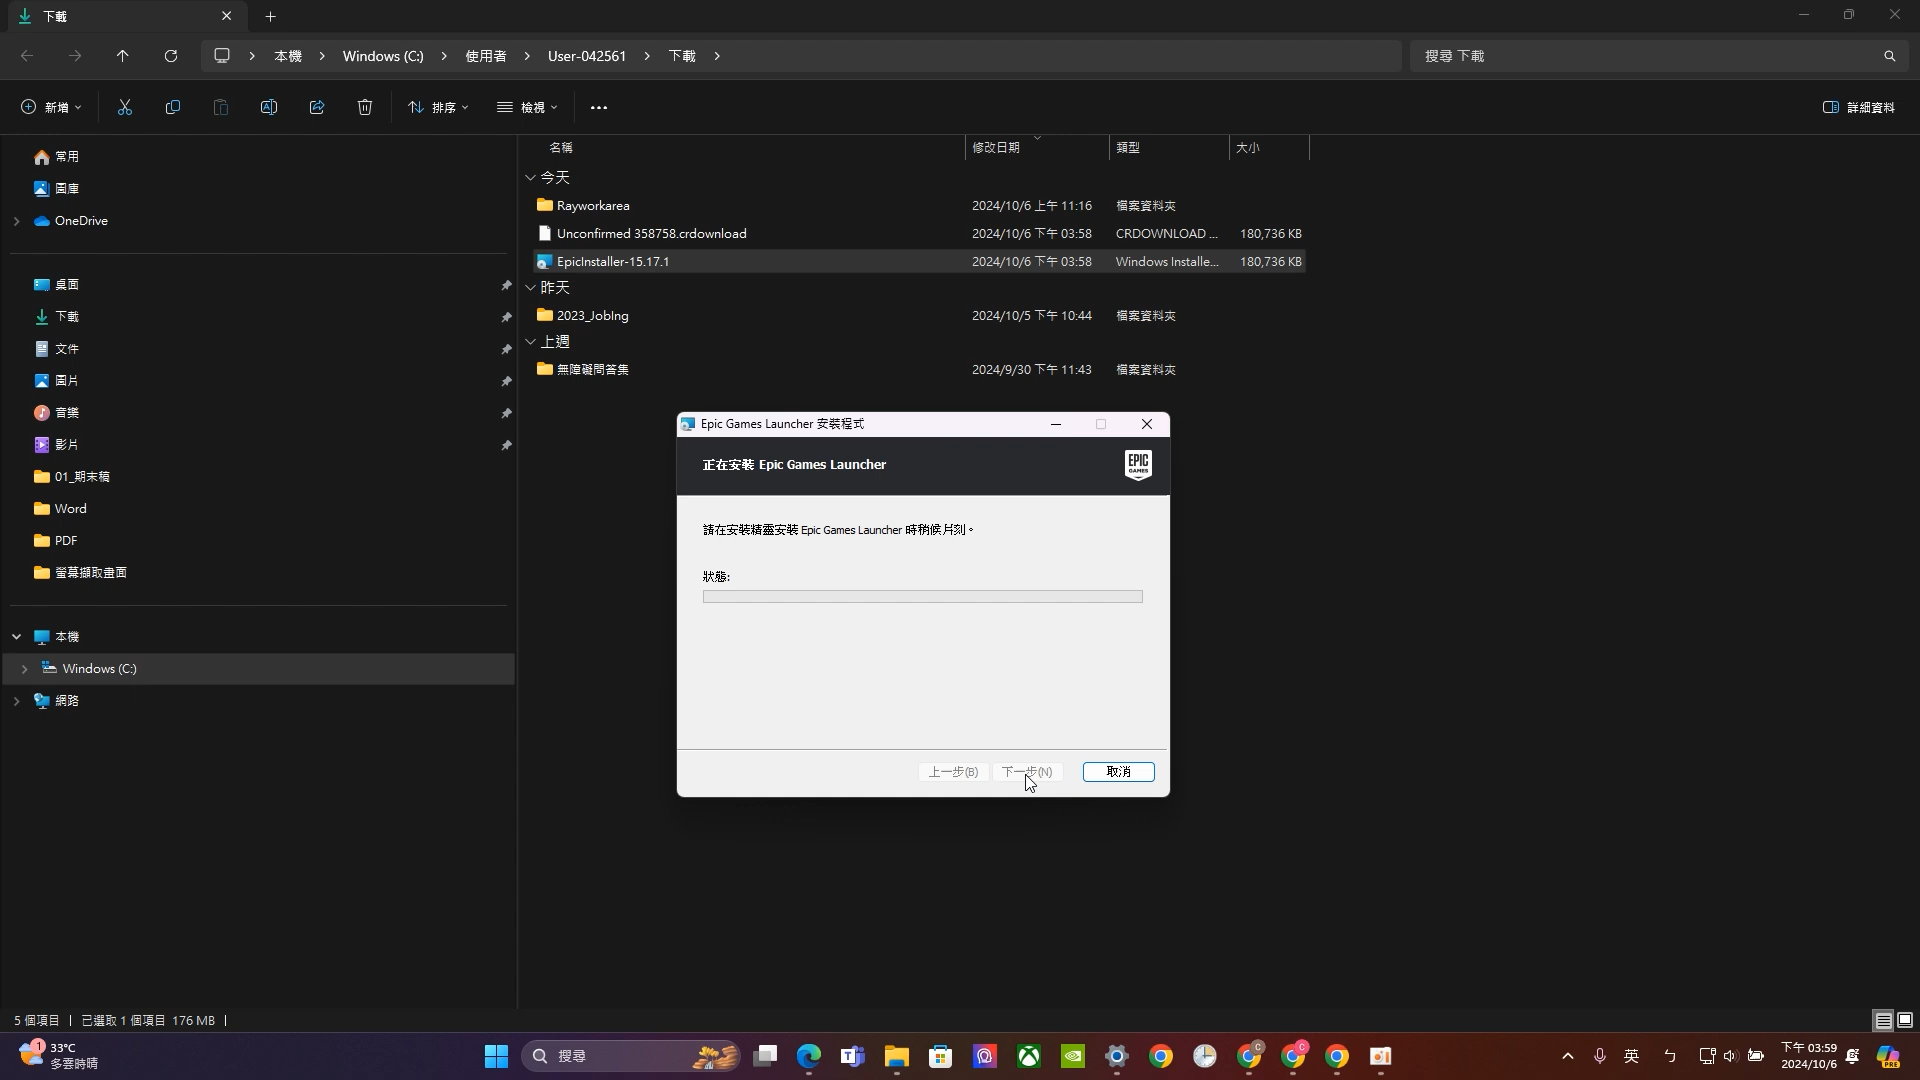 下載
本機
Windows (C:)
使用者
User-042561
下載
搜尋 下載
新增
排序
檢視
詳細資料
名稱
修改日期
類型
大小
常用
圖庫
OneDrive
桌面
下載
文件
圖片
音樂
影片
01_期末稿
Word
PDF
螢幕擷取畫面
本機
Windows (C:)
網路
今天
Rayworkarea 2024/10/6 上午 11:16 檔案資料夾
Unconfirmed 358758.crdownload 2024/10/6 下午 03:58 CRDOWNLOAD ... 180,736 KB
EpicInstaller-15.17.1 2024/10/6 下午 03:58 Windows Installe... 180,736 KB
昨天
2023_JobIng 2024/10/5 下午 10:44 檔案資料夾
上週
無障礙問答集 2024/9/30 下午 11:43 檔案資料夾
Epic Games Launcher 安裝程式
正在安裝 Epic Games Launcher
EPIC
GAMES
請在安裝精靈安裝 Epic Games Launcher 時稍候片刻。
狀態:
上一步(B)
下一步(N)
取消
5 個項目
已選取 1 個項目 176 MB
1
33°C
多雲時晴
搜尋
C
C
英
ㄅ
下午 03:59
2024/10/6
PRE